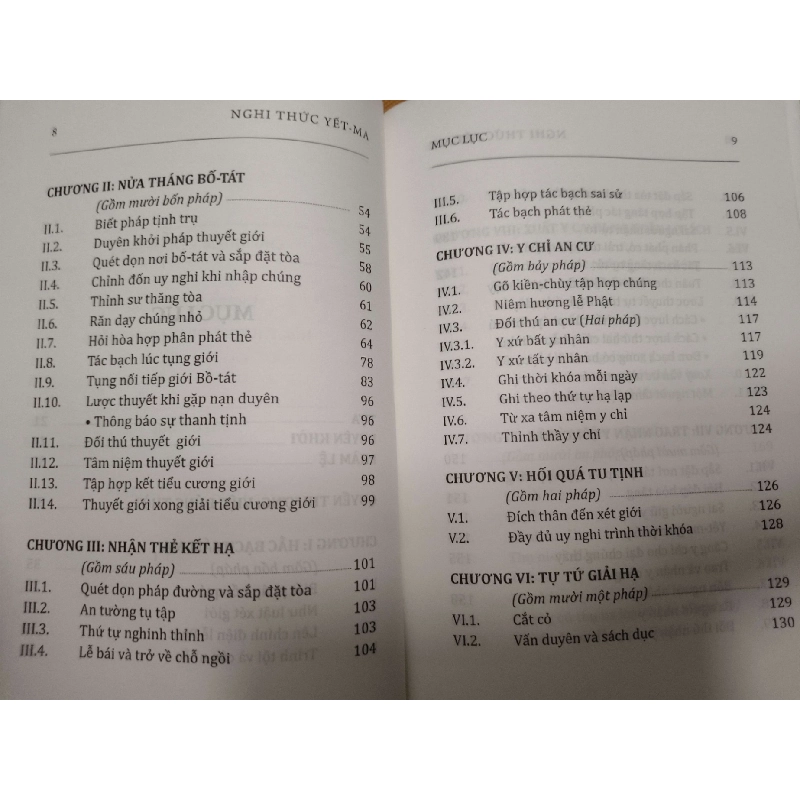 8
NGHI THỨC YẾT-MA
CHƯƠNG II: NỬA THÁNG BỐ-TÁT
(Gồm mười bốn pháp) 54
II.1. Biết pháp tịnh trụ 54
II.2. Duyên khởi pháp thuyết giới 55
II.3. Quét dọn nơi bố-tát và sắp đặt tòa 58
II.4. Chỉnh đốn uy nghi khi nhập chúng 60
II.5. Thỉnh sư thăng tòa 61
II.6. Răn dạy chúng nhỏ 62
II.7. Hỏi hòa hợp phân phát thẻ 64
II.8. Tác bạch lúc tụng giới 78
II.9. Tụng nối tiếp giới Bồ-tát 83
II.10. Lược thuyết khi gặp nạn duyên 96
• Thông báo sự thanh tịnh 96
II.11. Đối thú thuyết giới 96
II.12. Tâm niệm thuyết giới 97
II.13. Tập hợp kết tiểu cương giới 98
II.14. Thuyết giới xong giải tiểu cương giới 99
CHƯƠNG III: NHẬN THẺ KẾT HẠ
(Gồm sáu pháp) 101
III.1. Quét dọn pháp đường và sắp đặt tòa 101
III.2. An tường tụ tập 103
III.3. Thứ tự nghinh thỉnh 103
III.4. Lễ bái và trở về chỗ ngồi 104
MỤC LỤC
9
III.5. Tập hợp tác bạch sai sứ 106
III.6. Tác bạch phát thẻ 108
CHƯƠNG IV: Y CHỈ AN CƯ
(Gồm bảy pháp) 113
IV.1. Gõ kiền-chùy tập hợp chúng 113
IV.2. Niêm hương lễ Phật 114
IV.3. Đối thú an cư (Hai pháp) 117
IV.3.1. Y xứ bất y nhân 117
IV.3.2. Y xứ tất y nhân 119
IV.4. Ghi thời khóa mỗi ngày 122
IV.5. Ghi theo thứ tự hạ lạp 123
IV.6. Từ xa tâm niệm y chỉ 124
IV.7. Thỉnh thầy y chỉ 124
CHƯƠNG V: HỐI QUÁ TU TỊNH
(Gồm hai pháp) 126
V.1. Đích thân đến xét giới 126
V.2. Đầy đủ uy nghi trình thời khóa 128
CHƯƠNG VI: TỰ TỨ GIẢI HẠ
(Gồm mười một pháp) 129
VI.1. Cắt cỏ 129
VI.2. Vấn duyên và sách dục 130